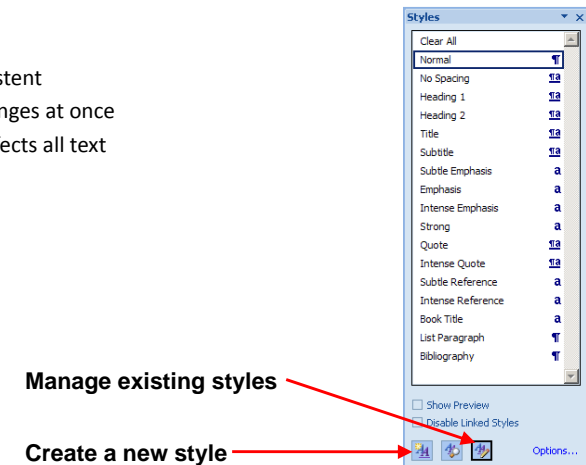 stent
nges at once
fects all text
Styles
Clear All
Normal ¶
No Spacing ¶a
Heading 1 ¶a
Heading 2 ¶a
Title ¶a
Subtitle ¶a
Subtle Emphasis a
Emphasis a
Intense Emphasis a
Strong a
Quote ¶a
Intense Quote ¶a
Subtle Reference a
Intense Reference a
Book Title a
List Paragraph ¶
Bibliography ¶
Manage existing styles
Show Preview
Disable Linked Styles
Create a new style
Options...